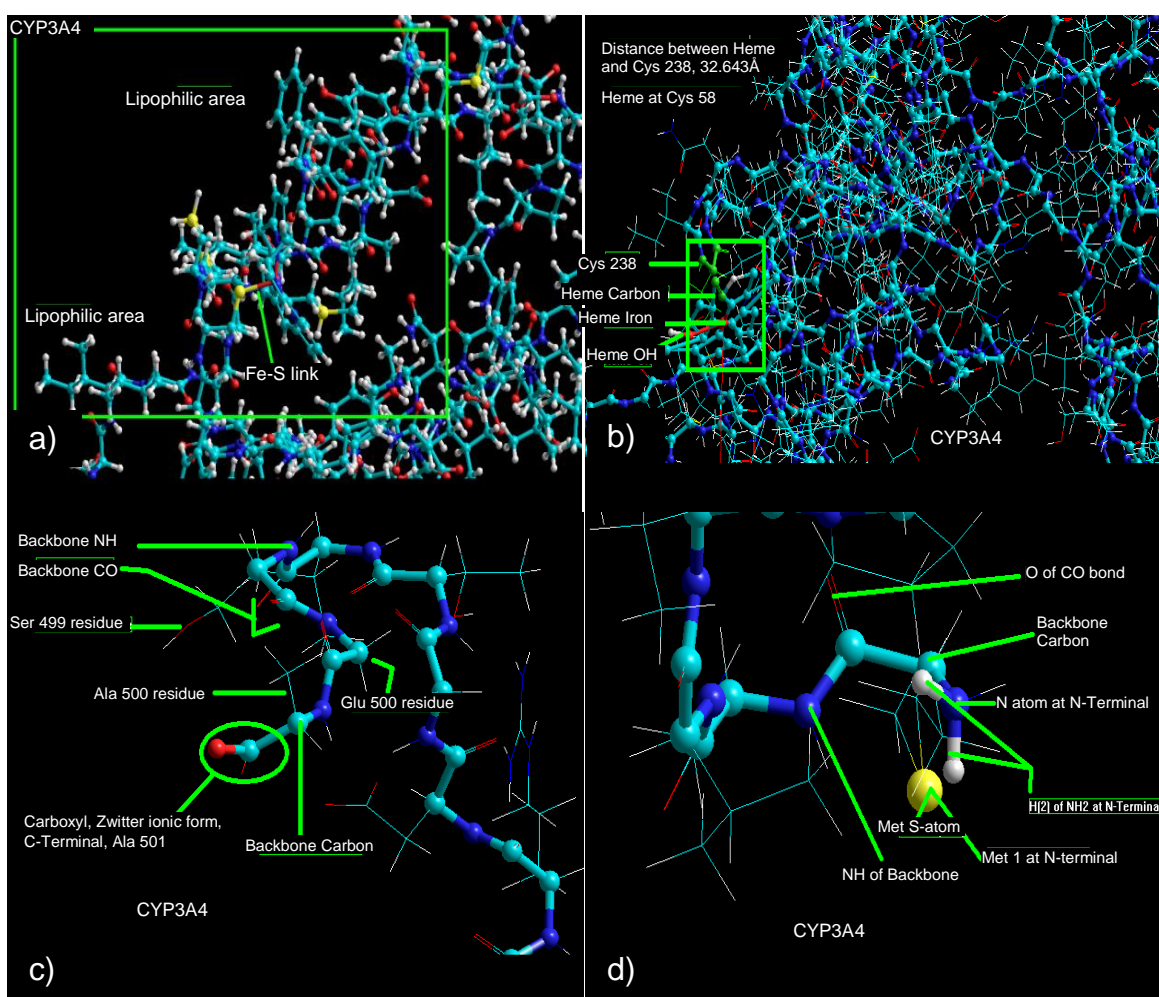 CYP3A4
Lipophilic area
Lipophilic area
Fe-S link
a)
Distance between Heme
and Cys 238, 32.643Å
Heme at Cys 58
Cys 238
Heme Carbon
Heme Iron
Heme OH
CYP3A4
b)
Backbone NH
Backbone CO
Ser 499 residue
Ala 500 residue
Glu 500 residue
Carboxyl, Zwitter ionic form,
C-Terminal, Ala 501
Backbone Carbon
CYP3A4
c)
O of CO bond
Backbone
Carbon
N atom at N-Terminal
H[2] of NH2 at N-Termina
Met S-atom
Met 1 at N-terminal
NH of Backbone
CYP3A4
d)